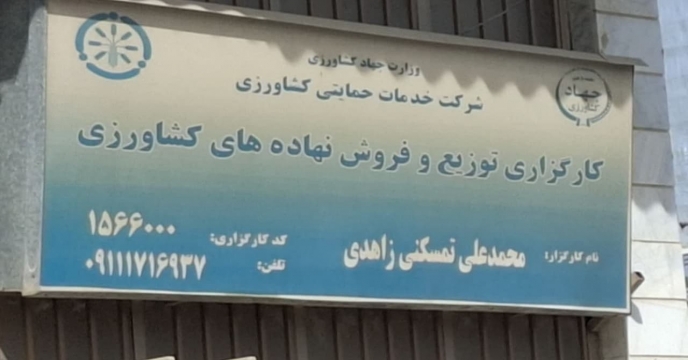 وزارت جهاد کشاورزی
شرکت خدمات حمایتی کشاورزی
جهاد
کشاورزی
کارگزاری توزیع و فروش نهاده های کشاورزی
نام کارگزار: محمدعلی تمسکنی زاهدی
کد کارگزاری: ۱۵۶۶۰۰۰
تلفن: ۰۹۱۱۱۷۱۶۹۳۷